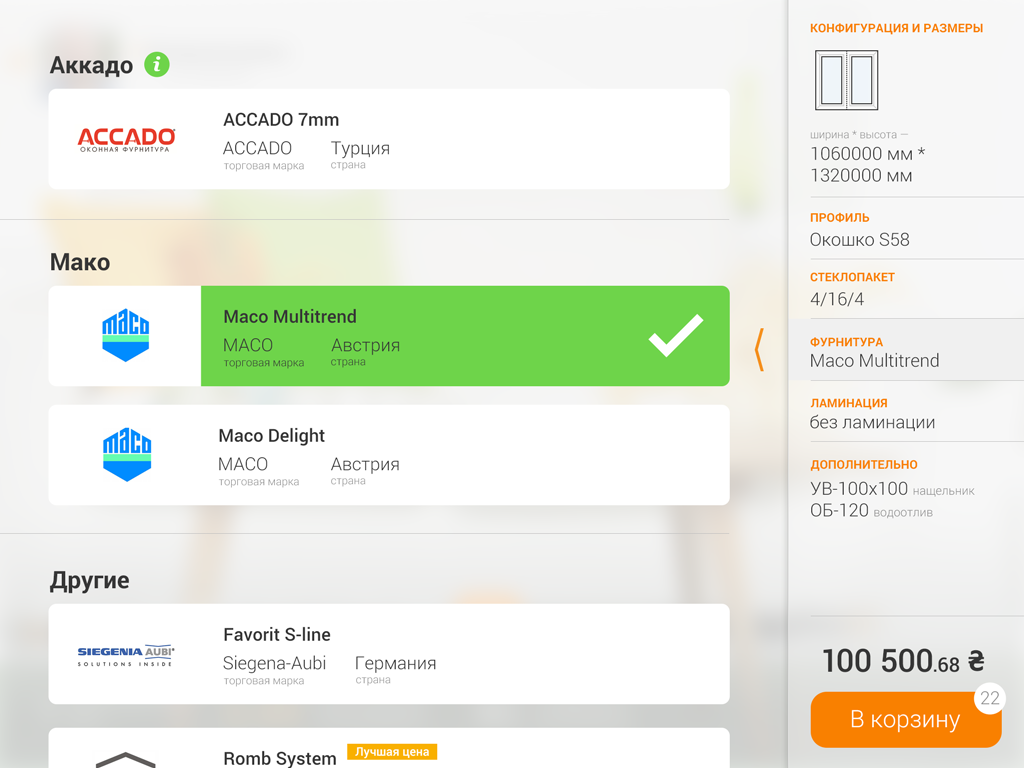 Аккадо i
ACCADO
ОКОННАЯ ФУРНИТУРА
ACCADO 7mm
ACCADO Турция
торговая марка страна
Мако
maco
Maco Multitrend
MACO Австрия
торговая марка страна
maco
Maco Delight
MACO Австрия
торговая марка страна
Другие
SIEGENIA AUBI
SOLUTIONS INSIDE
Favorit S-line
Siegena-Aubi Германия
торговая марка страна
Romb System Лучшая цена
КОНФИГУРАЦИЯ И РАЗМЕРЫ
ширина * высота —
1060000 мм *
1320000 мм
ПРОФИЛЬ
Окошко S58
СТЕКЛОПАКЕТ
4/16/4
ФУРНИТУРА
Maco Multitrend
ЛАМИНАЦИЯ
без ламинации
ДОПОЛНИТЕЛЬНО
УВ-100х100 нащельник
ОБ-120 водоотлив
100 500.68 ₴
22
В корзину